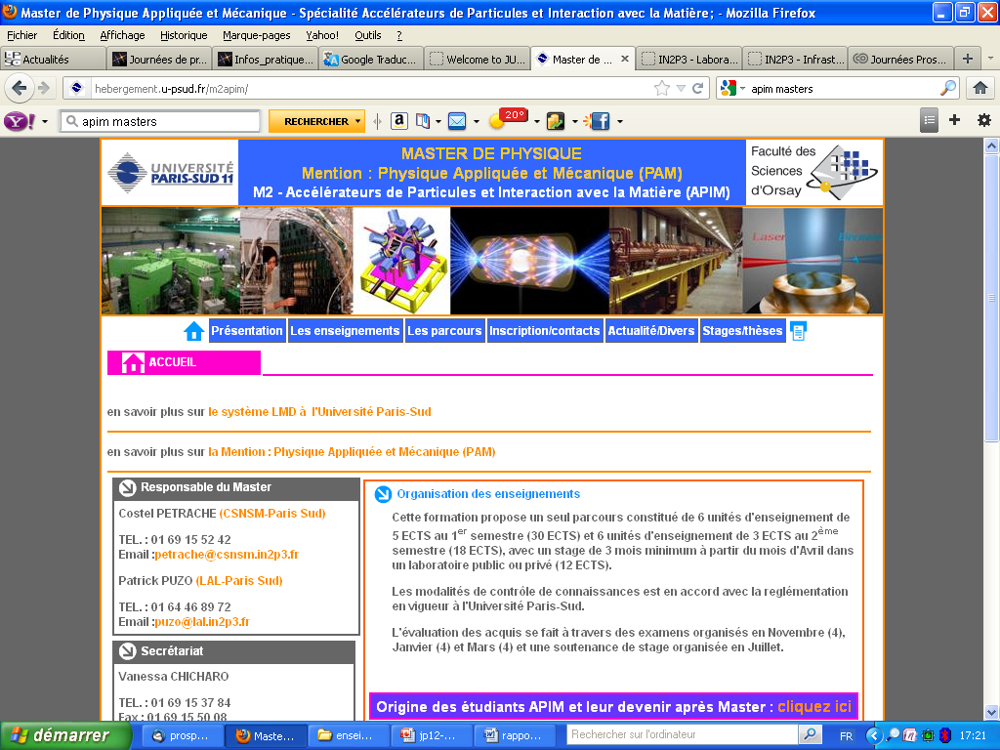 Master de Physique Appliquée et Mécanique - Spécialité Accélérateurs de Particules et Interaction avec la Matière; - Mozilla Firefox
Fichier Édition Affichage Historique Marque-pages Yahoo! Outils ?
Actualités
Journées de pr...
Infos_pratique...
Google Traduc...
Welcome to JU...
Master de ...
IN2P3 - Labora...
IN2P3 - Infrast...
Journées Pros...
hebergement.u-psud.fr/m2apim/
apim masters
apim masters
RECHERCHER
20°
UNIVERSITÉ
PARIS-SUD 11
MASTER DE PHYSIQUE
Mention : Physique Appliquée et Mécanique (PAM)
M2 - Accélérateurs de Particules et Interaction avec la Matière (APIM)
Faculté des
Sciences
d'Orsay
Laser
Présentation
Les enseignements
Les parcours
Inscription/contacts
Actualité/Divers
Stages/thèses
ACCUEIL
en savoir plus sur le système LMD à l'Université Paris-Sud
en savoir plus sur la Mention : Physique Appliquée et Mécanique (PAM)
Responsable du Master
Costel PETRACHE (CSNSM-Paris Sud)
TEL. : 01 69 15 52 42
Email :petrache@csnsm.in2p3.fr
Patrick PUZO (LAL-Paris Sud)
TEL. : 01 64 46 89 72
Email :puzo@lal.in2p3.fr
Secrétariat
Vanessa CHICHARO
TEL. : 01 69 15 37 84
Fax : 01 69 15 50 08
Organisation des enseignements
Cette formation propose un seul parcours constitué de 6 unités d'enseignement de
5 ECTS au 1er semestre (30 ECTS) et 6 unités d'enseignement de 3 ECTS au 2ème
semestre (18 ECTS), avec un stage de 3 mois minimum à partir du mois d'Avril dans
un laboratoire public ou privé (12 ECTS).
Les modalités de contrôle de connaissances est en accord avec la reglémentation
en vigueur à l'Université Paris-Sud.
L'évaluation des acquis se fait à travers des examens organisés en Novembre (4),
Janvier (4) et Mars (4) et une soutenance de stage organisée en Juillet.
Origine des étudiants APIM et leur devenir après Master : cliquez ici
démarrer
prosp...
Maste...
ensei...
jp12-...
rappo...
Rechercher sur l'ordinateur
FR
17:21